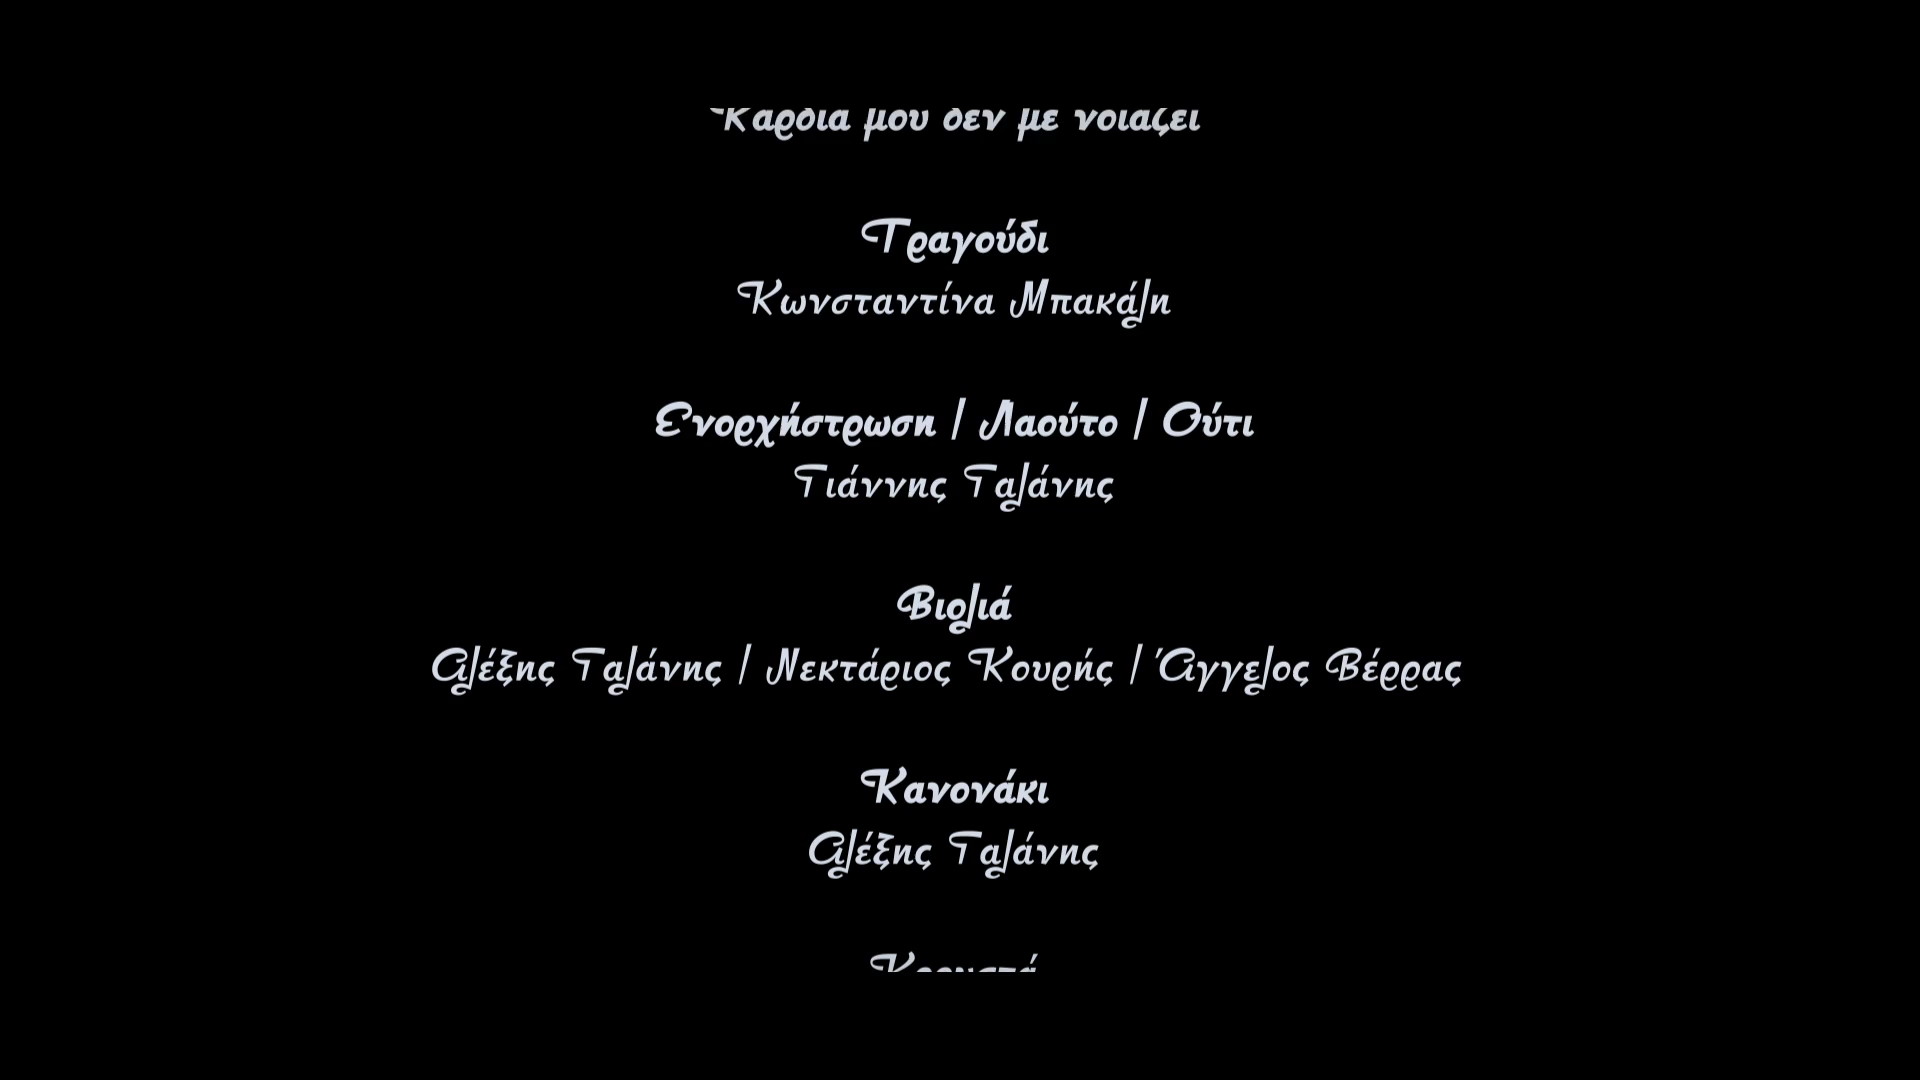 Καρδιά μου δεν με νοιάζει
Τραγούδι
Κωνσταντίνα Μπακάλη
Ενορχήστρωση | Λαούτο | Ούτι
Γιάννης Γαλάνης
Βιολιά
Αλέξης Γαλάνης | Νεκτάριος Κουρής | Άγγελος Βέρρας
Κανονάκι
Αλέξης Γαλάνης
Κρουστά